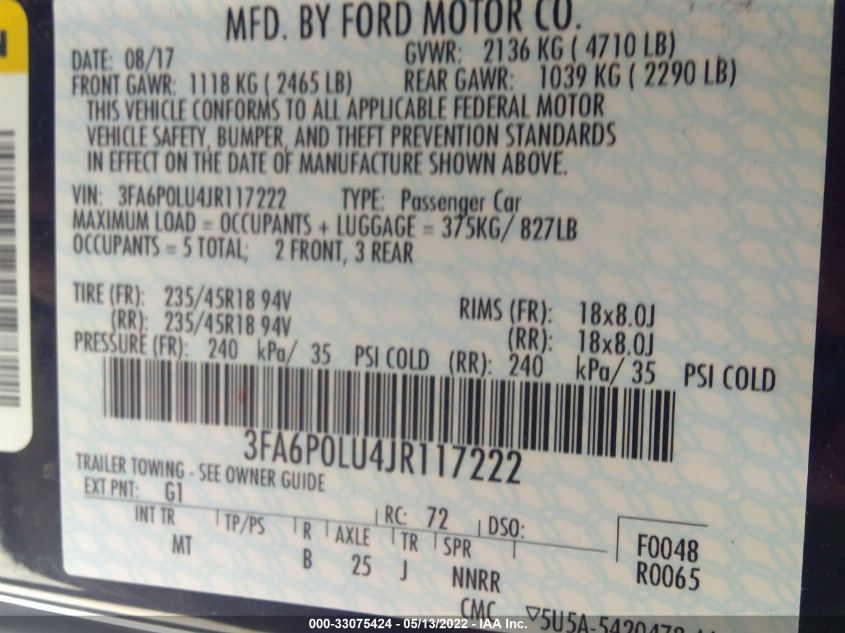 MFD. BY FORD MOTOR CO.
DATE: 08/17 GVWR: 2136 KG ( 4710 LB)
FRONT GAWR: 1118 KG ( 2465 LB) REAR GAWR: 1039 KG ( 2290 LB)
THIS VEHICLE CONFORMS TO ALL APPLICABLE FEDERAL MOTOR
VEHICLE SAFETY, BUMPER, AND THEFT PREVENTION STANDARDS
IN EFFECT ON THE DATE OF MANUFACTURE SHOWN ABOVE.
VIN: 3FA6P0LU4JR117222 TYPE: Passenger Car
MAXIMUM LOAD = OCCUPANTS + LUGGAGE = 375KG/ 827LB
OCCUPANTS = 5 TOTAL; 2 FRONT, 3 REAR
TIRE (FR): 235/45R18 94V RIMS (FR): 18x8.0J
(RR): 235/45R18 94V (RR): 18x8.0J
PRESSURE (FR): 240 kPa/ 35 PSI COLD (RR): 240 kPa/ 35 PSI COLD
3FA6P0LU4JR117222
TRAILER TOWING - SEE OWNER GUIDE
EXT PNT: G1 RC: 72 DSO:
INT TR TP/PS R AXLE TR SPR F0048
MT B 25 J NNRR R0065
CMC
000-33075424 - 05/13/2022 - IAA Inc.